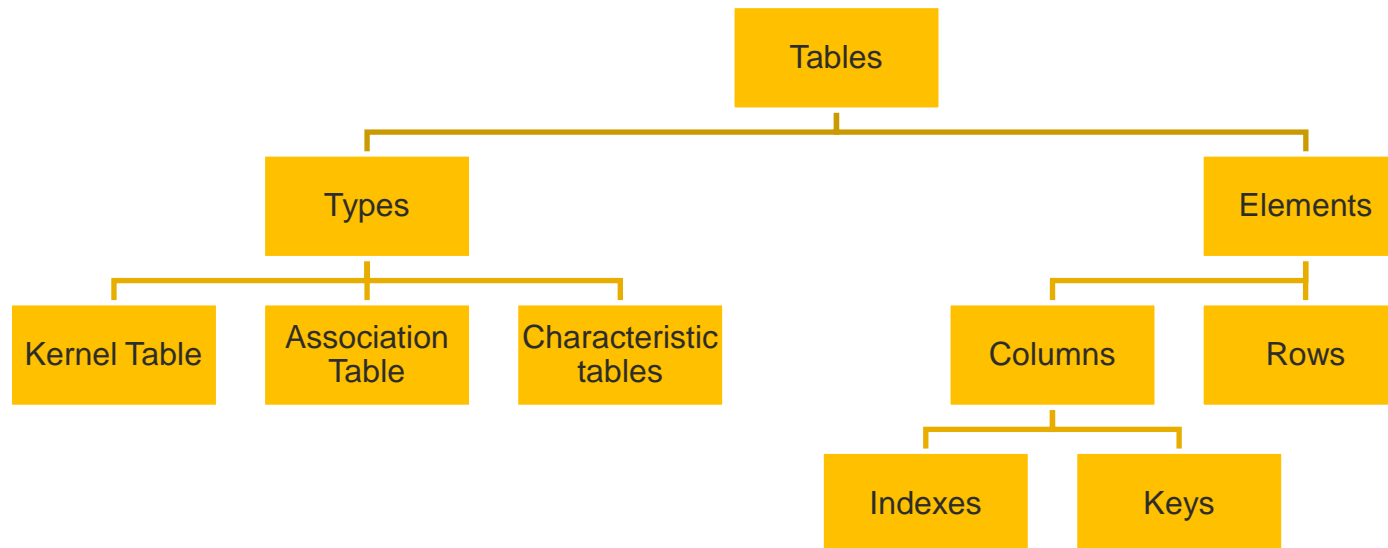 Tables
Types
Elements
Kernel Table
Association
Table
Characteristic
tables
Columns
Rows
Indexes
Keys